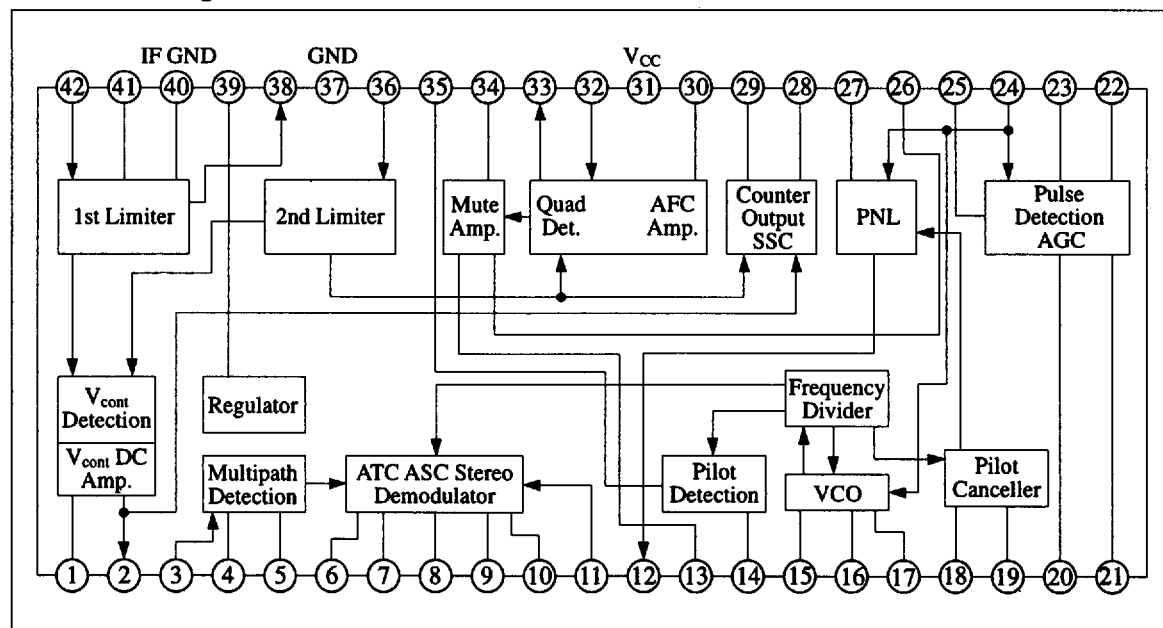 IF GND GND V_CC
42 41 40 39 38 37 36 35 34 33 32 31 30 29 28 27 26 25 24 23 22
1st Limiter
2nd Limiter
Mute
Amp.
Quad
Det.
AFC
Amp.
Counter
Output
SSC
PNL
Pulse
Detection
AGC
V_cont
Detection
V_cont DC
Amp.
Regulator
Multipath
Detection
ATC ASC Stereo
Demodulator
Pilot
Detection
Frequency
Divider
VCO
Pilot
Canceller
1 2 3 4 5 6 7 8 9 10 11 12 13 14 15 16 17 18 19 20 21